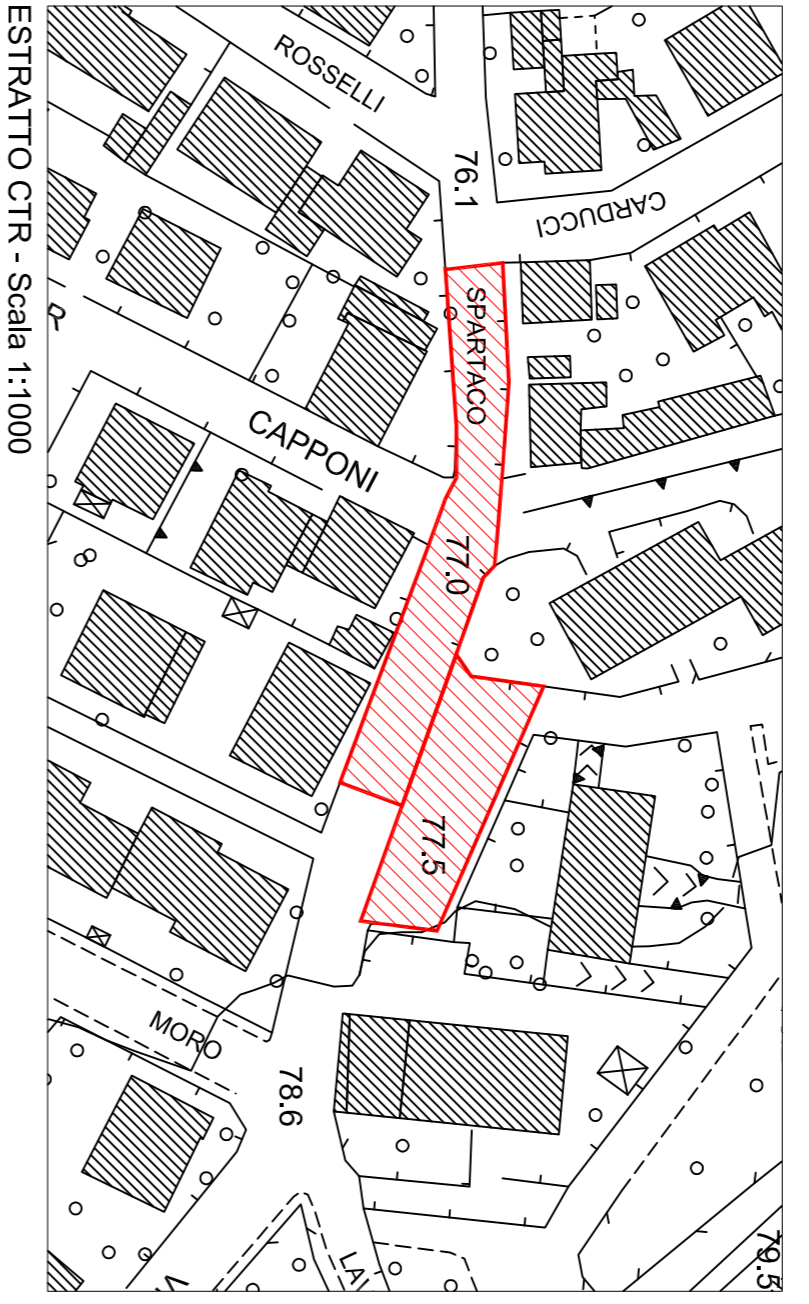 ESTRATTO CTR - Scala 1:1000
ROSSELLI
76.1
CARDUCCI
SPARTACO
R
CAPPONI
77.0
77.5
MORO
78.6
79.5